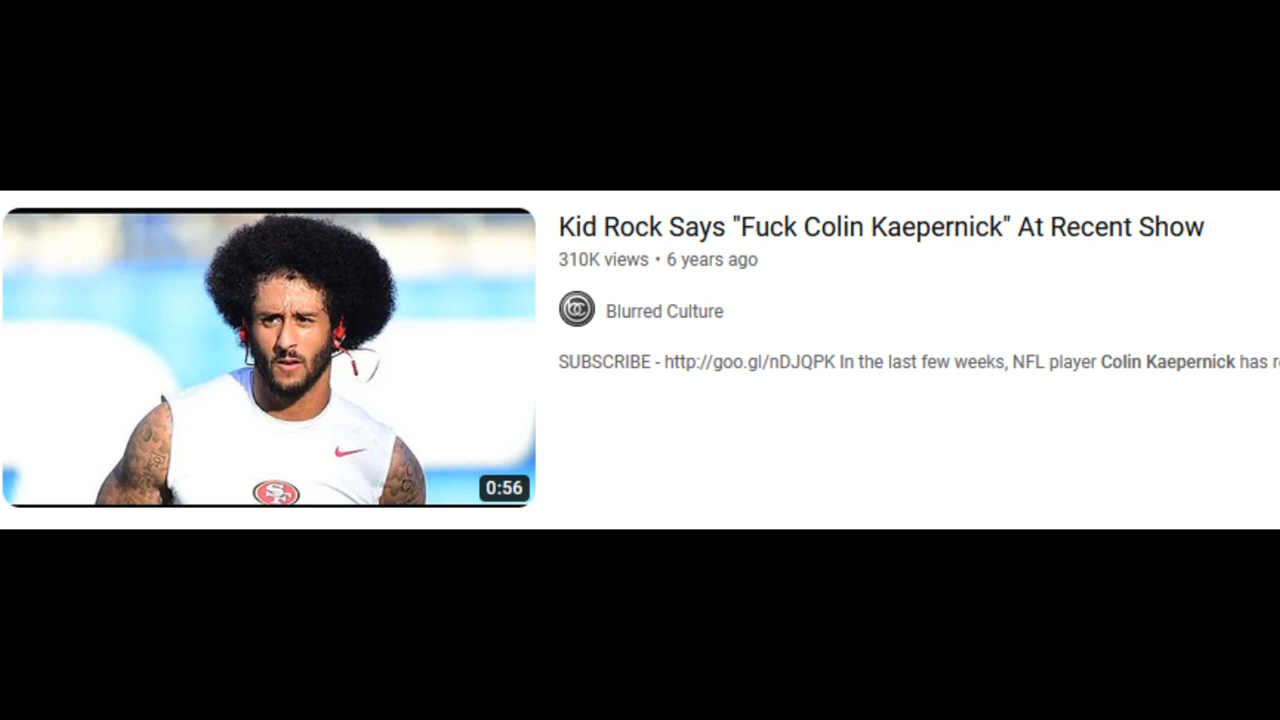 Kid Rock Says "Fuck Colin Kaepernick" At Recent Show
310K views • 6 years ago
Blurred Culture
SUBSCRIBE - http://goo.gl/nDJQPK In the last few weeks, NFL player Colin Kaepernick has
0:56
SF